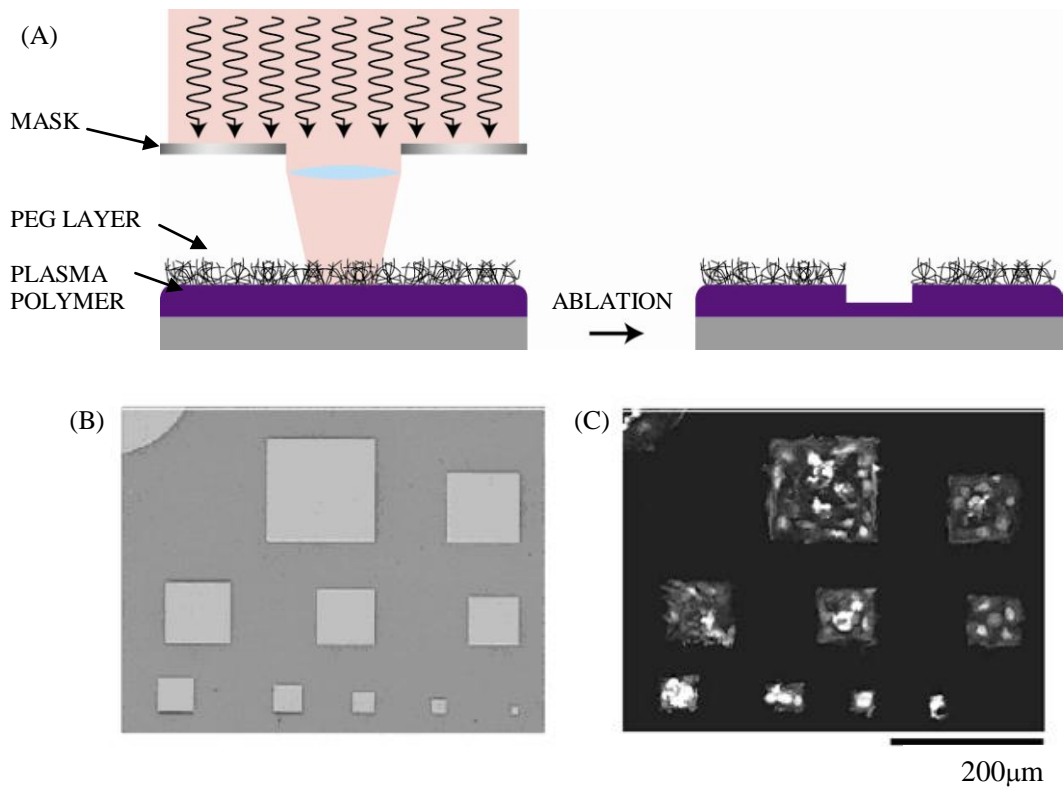 (A)
MASK
PEG LAYER
PLASMA
POLYMER
ABLATION
(B)
(C)
200μm